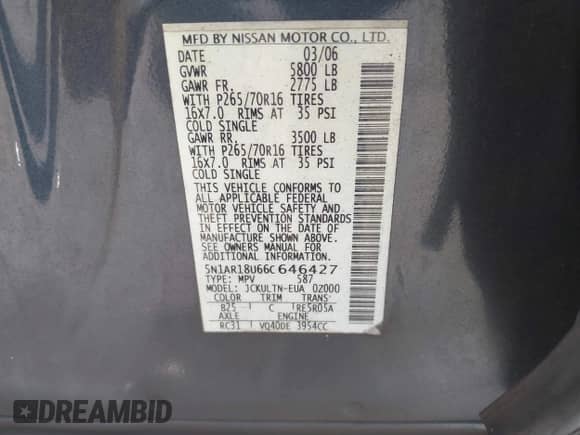 MFD BY NISSAN MOTOR CO., LTD.
DATE 03/06
GVWR 5800 LB
GAWR FR. 2775 LB
WITH P265/70R16 TIRES
16X7.0 RIMS AT 35 PSI
COLD SINGLE
GAWR RR. 3500 LB
WITH P265/70R16 TIRES
16X7.0 RIMS AT 35 PSI
COLD SINGLE
THIS VEHICLE CONFORMS TO
ALL APPLICABLE FEDERAL
MOTOR VEHICLE SAFETY AND
THEFT PREVENTION STANDARDS
IN EFFECT ON THE DATE OF
MANUFACTURE SHOWN ABOVE.
SEE OWNERS MANUAL FOR
ADDITIONAL INFORMATION.
5N1AR18U66C646427
TYPE: MPV 587
MODEL: JCKULTN-EUA 0Z000
COLOR TRIM TRANS
B25 C RE5R05A
AXLE ENGINE
RC31 VQ40DE 3954CC
DREAMBID